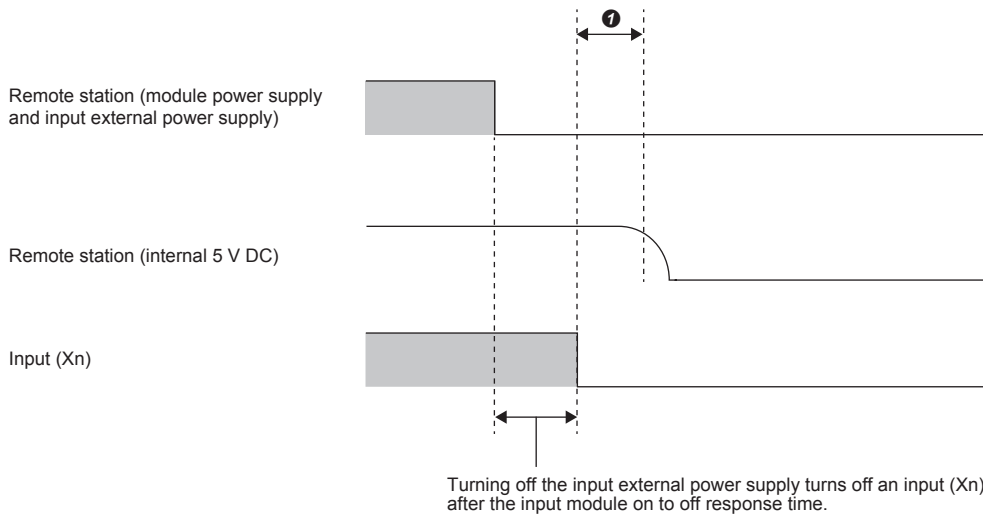 ❶
Remote station (module power supply
and input external power supply)
Remote station (internal 5 V DC)
Input (Xn)
Turning off the input external power supply turns off an input (Xn)
after the input module on to off response time.